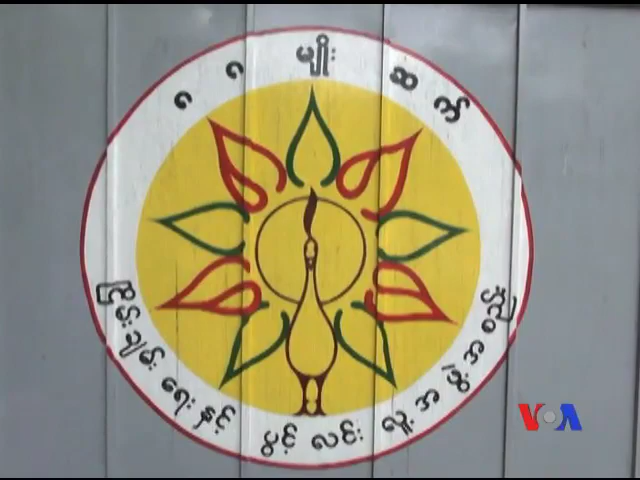 ၈၈ မျိုးဆက်
ငြိမ်းချမ်းရေးနှင့် ပွင့်လင်းလူ့အဖွဲ့အစည်း
VOA